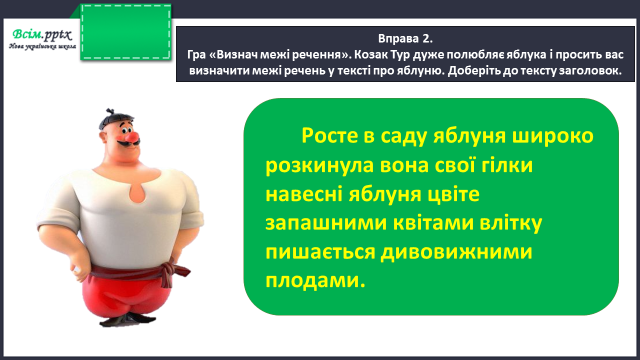 Всім.pptx
Нова українська школа
Вправа 2.
Гра «Визнач межі речення». Козак Тур дуже полюбляє яблука і просить вас
визначити межі речень у тексті про яблуню. Доберіть до тексту заголовок.
Росте в саду яблуня широко
розкинула вона свої гілки
навесні яблуня цвіте
запашними квітами влітку
пишається дивовижними
плодами.